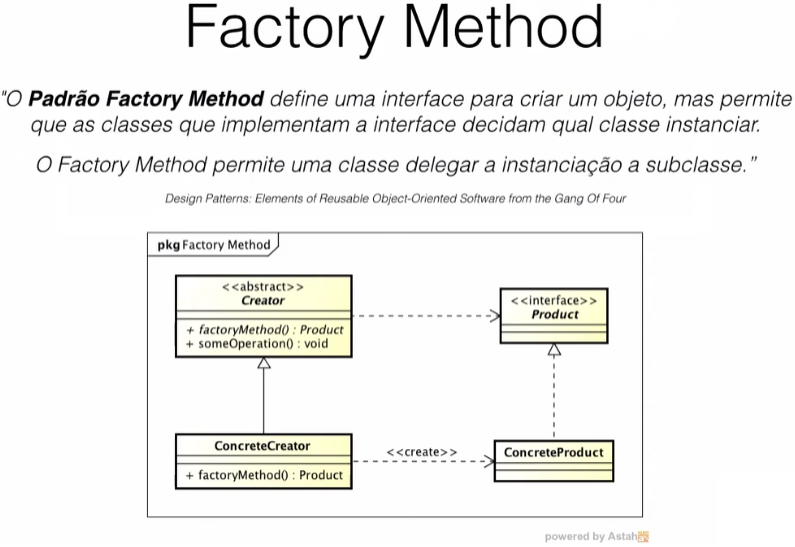 Factory Method
"O Padrão Factory Method define uma interface para criar um objeto, mas permite
que as classes que implementam a interface decidam qual classe instanciar.
O Factory Method permite uma classe delegar a instanciação a subclasse.”
Design Patterns: Elements of Reusable Object-Oriented Software from the Gang Of Four
pkg Factory Method
<<abstract>>
Creator
+ factoryMethod() : Product
+ someOperation() : void
<<interface>>
Product
ConcreteCreator
+ factoryMethod() : Product
<<create>>
ConcreteProduct
powered by Astah